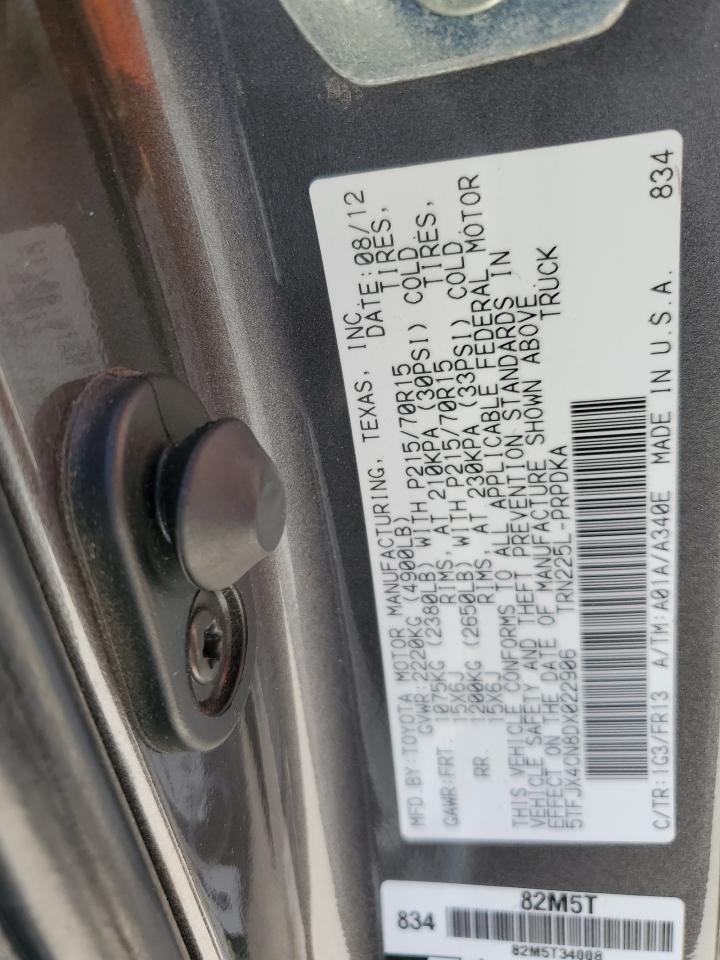 MFD.BY:TOYOTA MOTOR MANUFACTURING, TEXAS, INC.
GVWR:2220KG (4900LB) DATE:08/12
GAWR:FRT. 1075KG (2380LB) WITH P215/70R15 TIRES,
15X6J RIMS, AT 210KPA (30PSI) COLD
RR. 1200KG (2650LB) WITH P215/70R15 TIRES,
15X6J RIMS, AT 230KPA (33PSI) COLD
THIS VEHICLE CONFORMS TO ALL APPLICABLE FEDERAL MOTOR
VEHICLE SAFETY AND THEFT PREVENTION STANDARDS IN
EFFECT ON THE DATE OF MANUFACTURE SHOWN ABOVE.
5TFJX4CN8DX022906 TRUCK
TRN225L-PRPDKA
C/TR:1G3/FR13 A/TM:A01A/A340E MADE IN U.S.A. 834
82M5T
834
82M5T34008